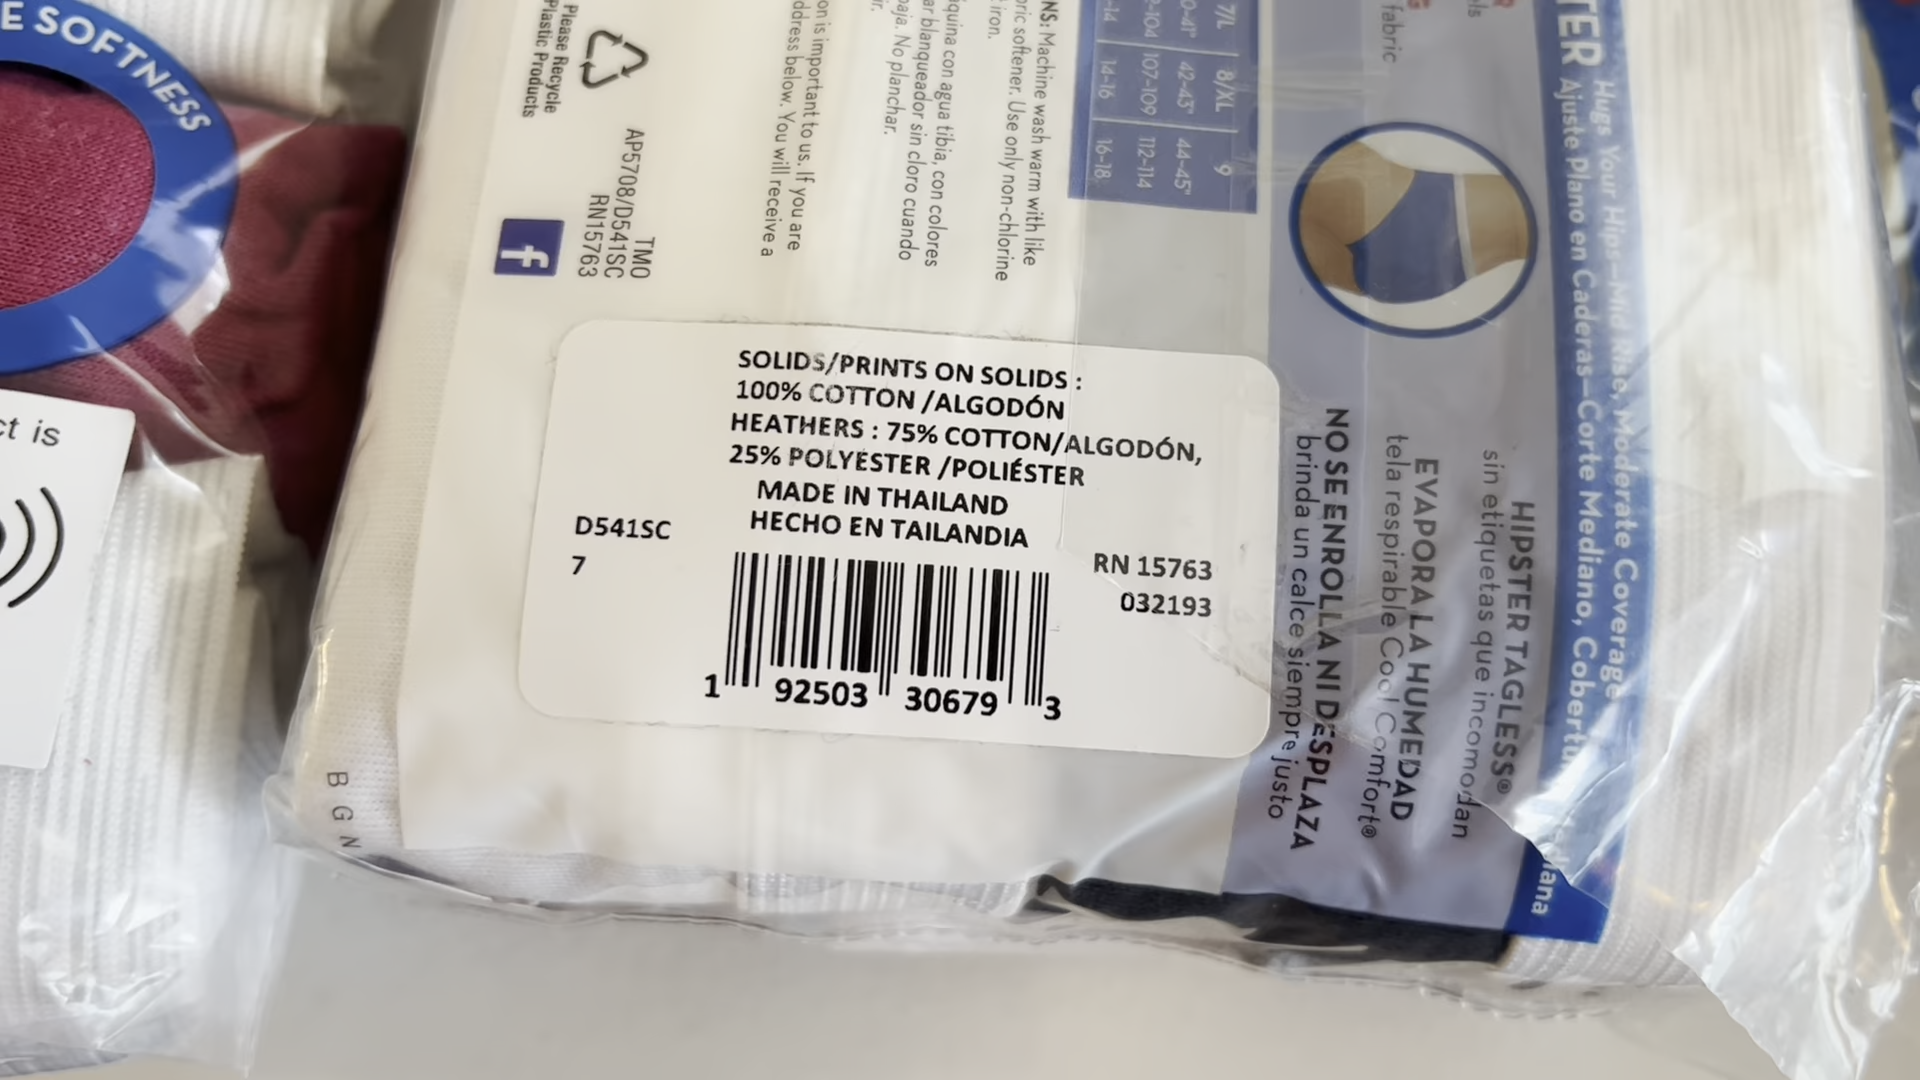 E SOFTNESS
ct is
Please Recycle
Plastic Products
TMO
AP5708/D541SC
RN15763
f
on is important to us. If you are
ddress below. You will receive a
quina con agua tibia, con colores
ar blanqueador sin cloro cuando
baja. No planchar.
NS: Machine wash warm with like
ric softener. Use only non-chlorine
iron.
7/L 8/XL 9
0-41" 42-43" 44-45"
107-109 112-114
-14 14-16 16-18
fabric
TER Hugs Your Hips—Mid Rise, Moderate Coverage
Ajuste Plano en Caderas—Corte Mediano, Cobertu
diana
HIPSTER TAGLESS®
sin etiquetas que incomodan
EVAPORA LA HUMEDAD
tela respirable Cool Comfort®
NO SE ENROLLA NI DESPLAZA
brinda un calce siempre justo
SOLIDS/PRINTS ON SOLIDS :
100% COTTON /ALGODÓN
HEATHERS : 75% COTTON/ALGODÓN,
25% POLYESTER /POLIÉSTER
MADE IN THAILAND
HECHO EN TAILANDIA
D541SC
7
RN 15763
032193
1 92503 30679 3
B G N